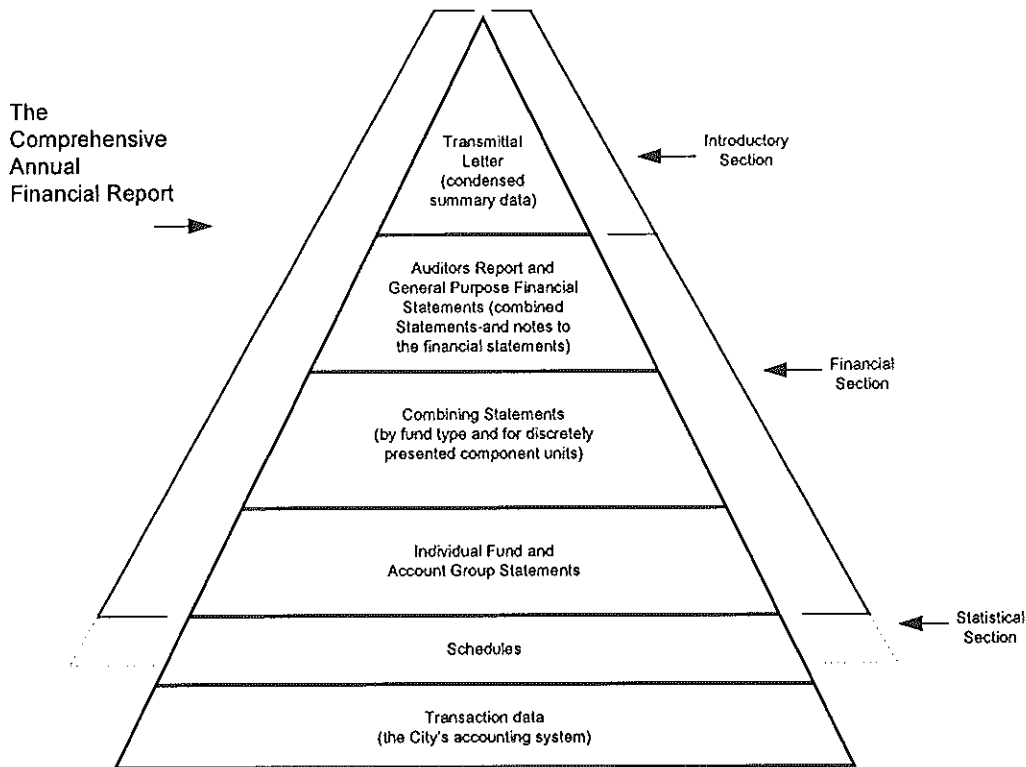 The
Comprehensive
Annual
Financial Report
Transmittal
Letter
(condensed
summary data)
Introductory
Section
Auditors Report and
General Purpose Financial
Statements (combined
Statements-and notes to
the financial statements)
Financial
Section
Combining Statements
(by fund type and for discretely
presented component units)
Individual Fund and
Account Group Statements
Statistical
Section
Schedules
Transaction data
(the City's accounting system)